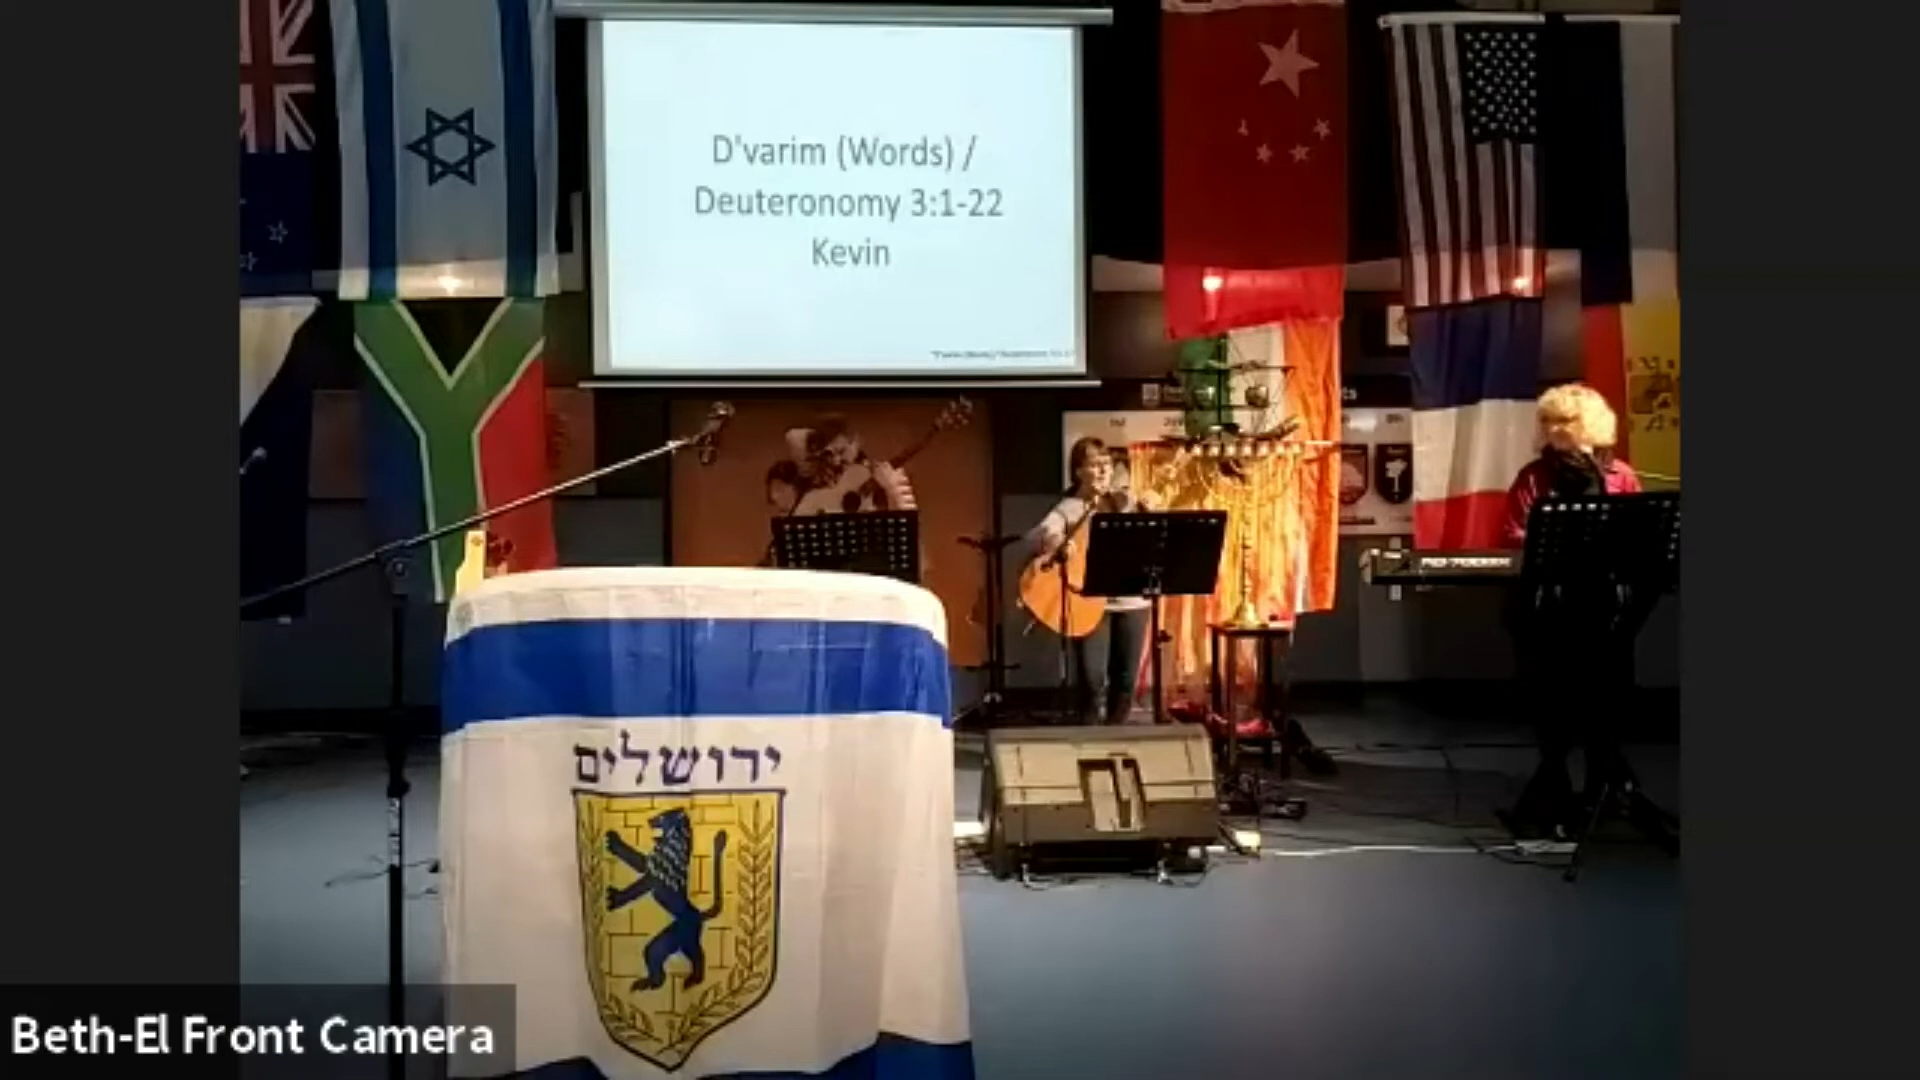 D'varim (Words) /
Deuteronomy 3:1-22
Kevin
ירושלים
Beth-El Front Camera